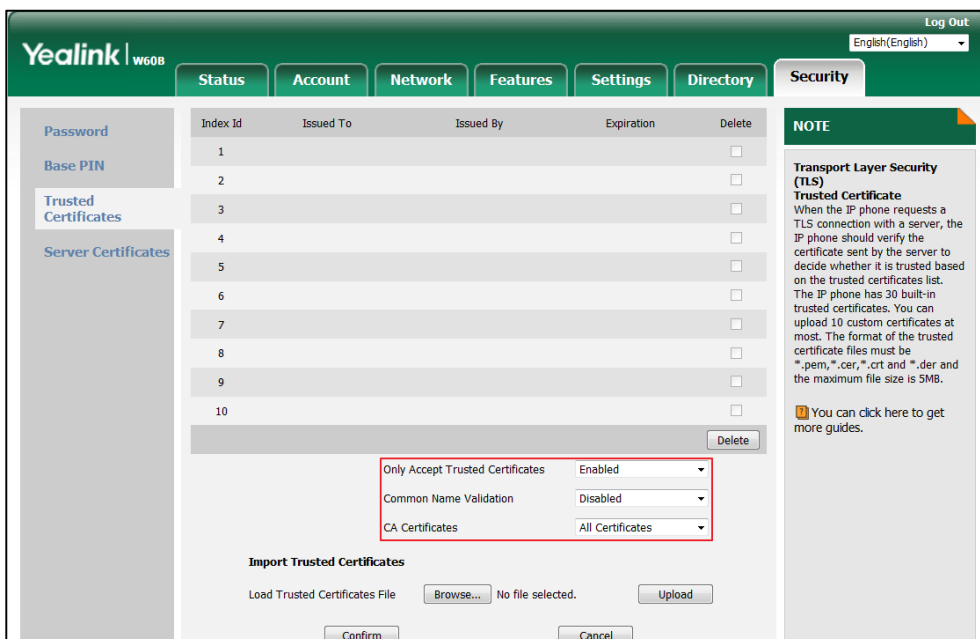 Log Out
Yealink W60B
English(English)
Status Account Network Features Settings Directory Security
Password
Base PIN
Trusted
Certificates
Server Certificates
Index Id Issued To Issued By Expiration Delete
1
2
3
4
5
6
7
8
9
10
Delete
Only Accept Trusted Certificates Enabled
Common Name Validation Disabled
CA Certificates All Certificates
Import Trusted Certificates
Load Trusted Certificates File Browse... No file selected. Upload
Confirm Cancel
NOTE
Transport Layer Security
(TLS)
Trusted Certificate
When the IP phone requests a
TLS connection with a server, the
IP phone should verify the
certificate sent by the server to
decide whether it is trusted based
on the trusted certificates list.
The IP phone has 30 built-in
trusted certificates. You can
upload 10 custom certificates at
most. The format of the trusted
certificate files must be
*.pem,*.cer,*.crt and *.der and
the maximum file size is 5MB.
You can click here to get
more guides.